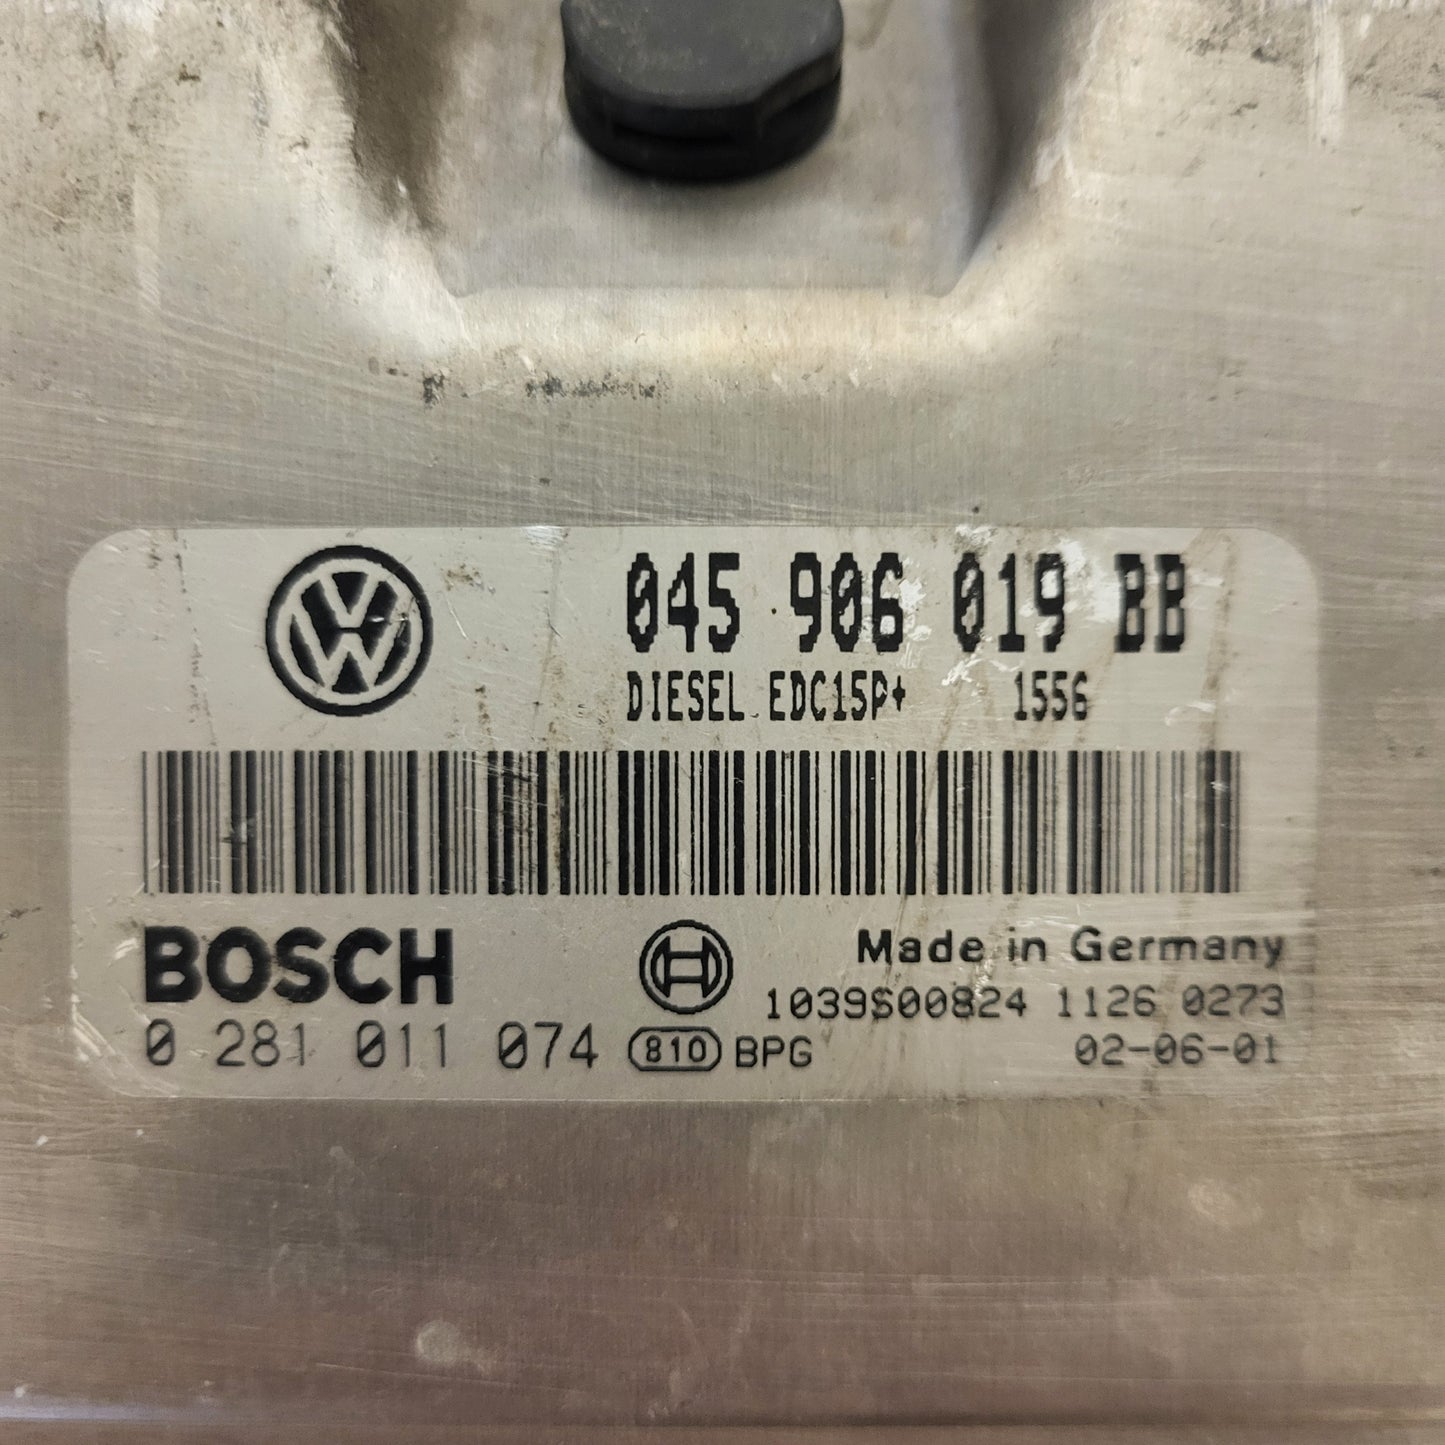 VW
045 906 019 BB
DIESEL EDC15P+ 1556
BOSCH
Made in Germany
1039S00824 1126 0273
0 281 011 074 810 BPG 02-06-01